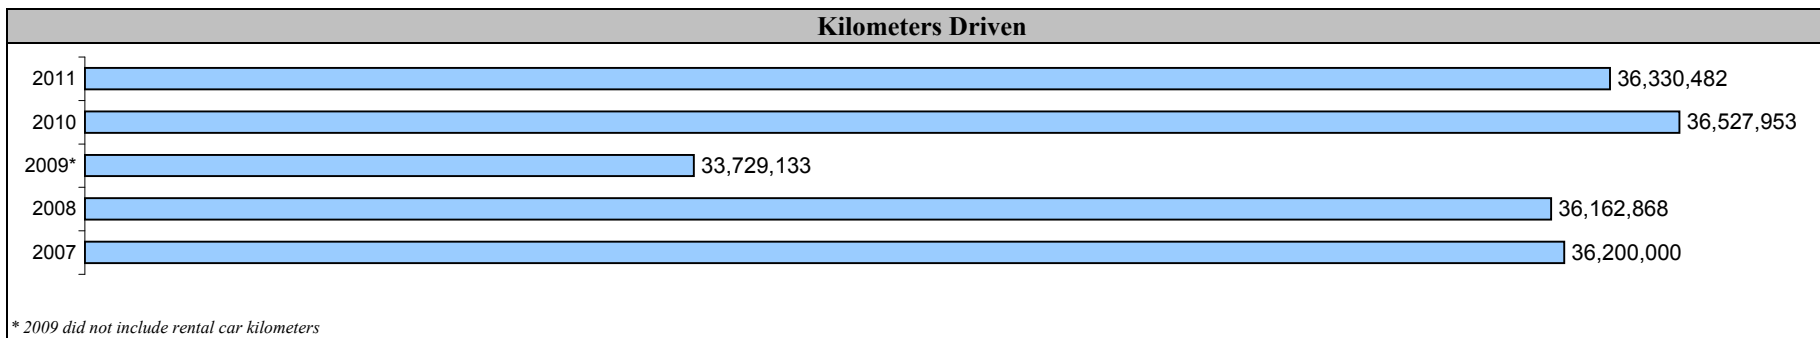 Kilometers Driven
2011 36,330,482
2010 36,527,953
2009* 33,729,133
2008 36,162,868
2007 36,200,000
* 2009 did not include rental car kilometers